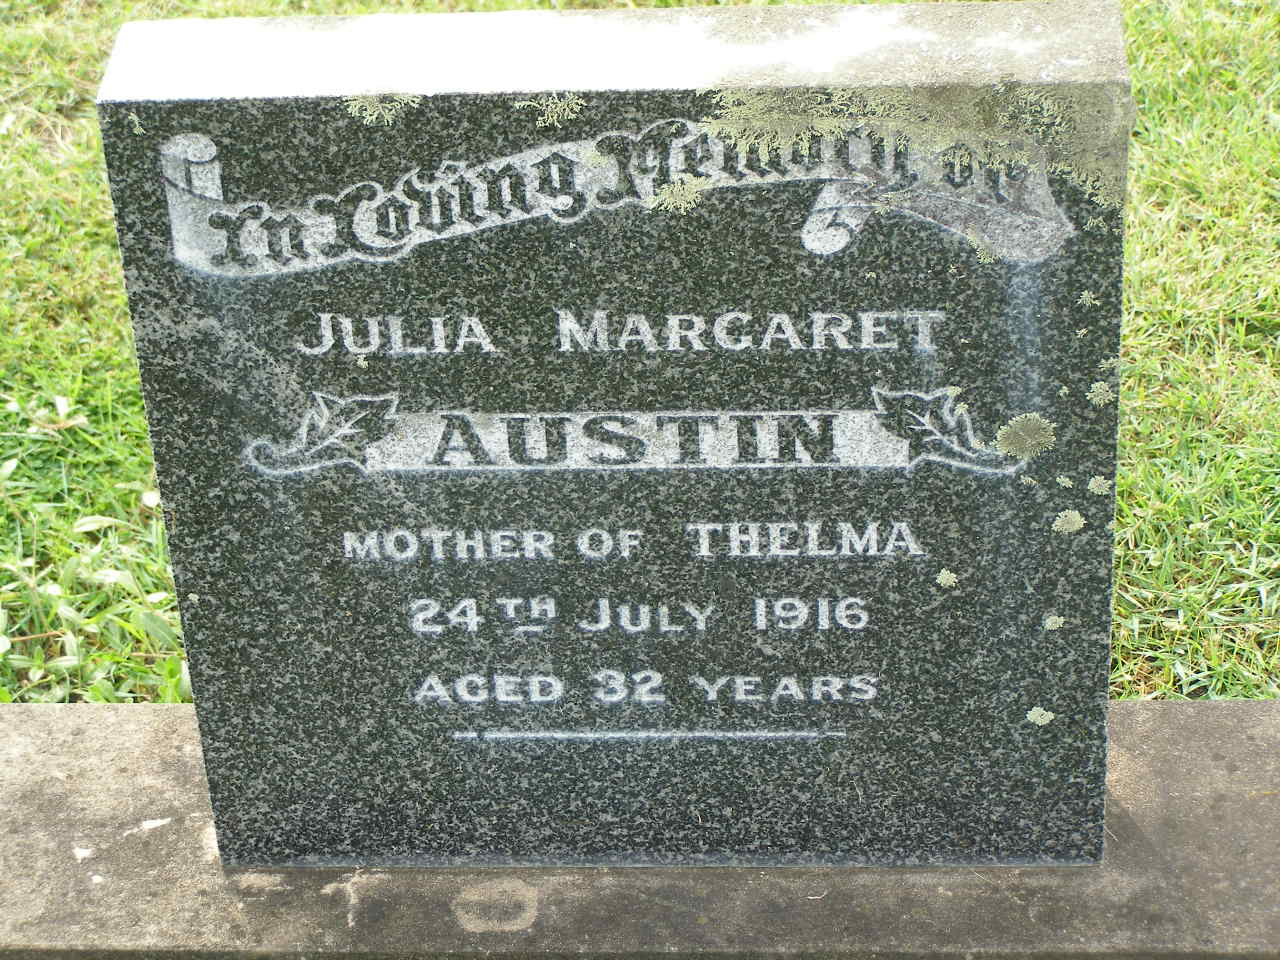 In Loving Memory of
JULIA MARGARET
AUSTIN
MOTHER OF THELMA
24TH JULY 1916
AGED 32 YEARS